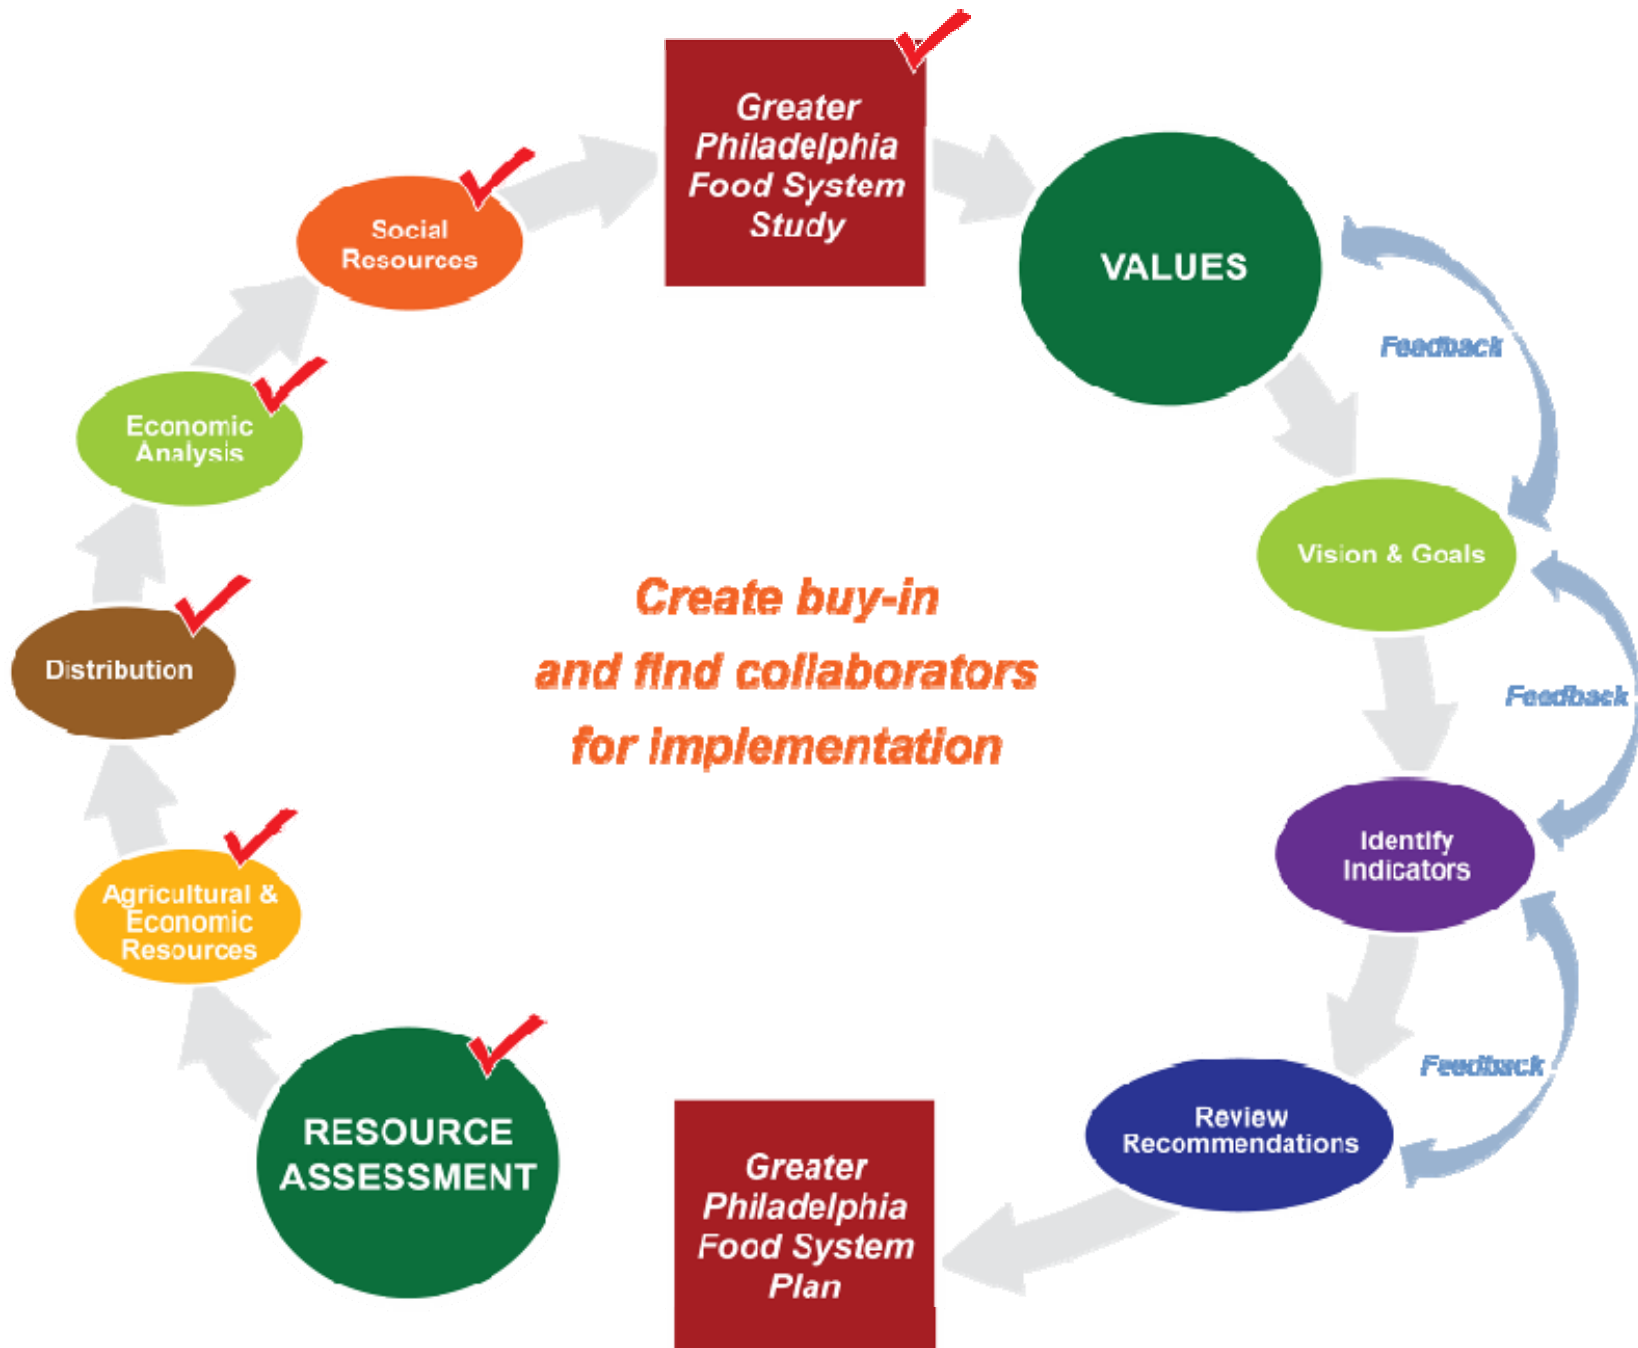 Greater
Philadelphia
Food System
Study
VALUES
Feedback
Vision & Goals
Feedback
Identify
Indicators
Feedback
Review
Recommendations
Greater
Philadelphia
Food System
Plan
RESOURCE
ASSESSMENT
Agricultural &
Economic
Resources
Distribution
Economic
Analysis
Social
Resources
Create buy-in
and find collaborators
for implementation